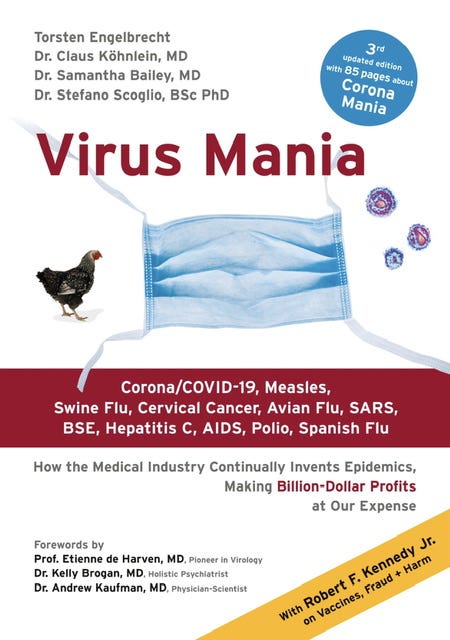 Torsten Engelbrecht
Dr. Claus Köhnlein, MD
Dr. Samantha Bailey, MD
Dr. Stefano Scoglio, BSc PhD
3rd
updated edition
with 85 pages about
Corona
Mania
Virus Mania
Corona/COVID-19, Measles,
Swine Flu, Cervical Cancer, Avian Flu, SARS,
BSE, Hepatitis C, AIDS, Polio, Spanish Flu
How the Medical Industry Continually Invents Epidemics,
Making Billion-Dollar Profits
at Our Expense
Forewords by
Prof. Etienne de Harven, MD, Pioneer in Virology
Dr. Kelly Brogan, MD, Holistic Psychiatrist
Dr. Andrew Kaufman, MD, Physician-Scientist
With Robert F. Kennedy Jr.
on Vaccines, Fraud + Harm